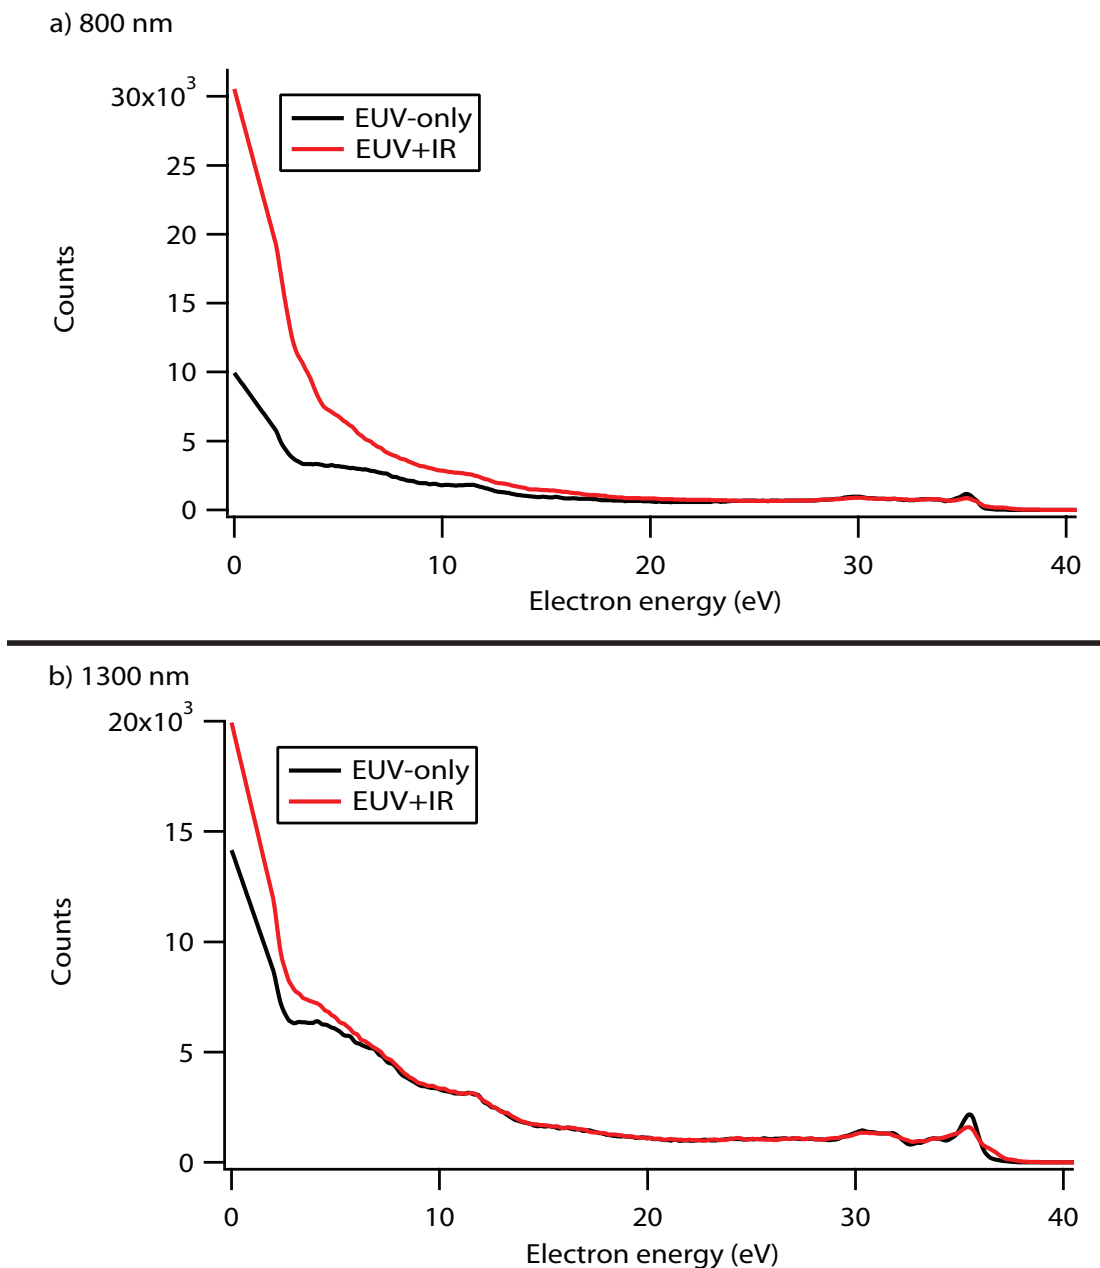 a) 800 nm
30x10³
25
20
15
10
5
0
Counts
EUV-only
EUV+IR
0 10 20 30 40
Electron energy (eV)
b) 1300 nm
20x10³
15
10
5
0
Counts
EUV-only
EUV+IR
0 10 20 30 40
Electron energy (eV)